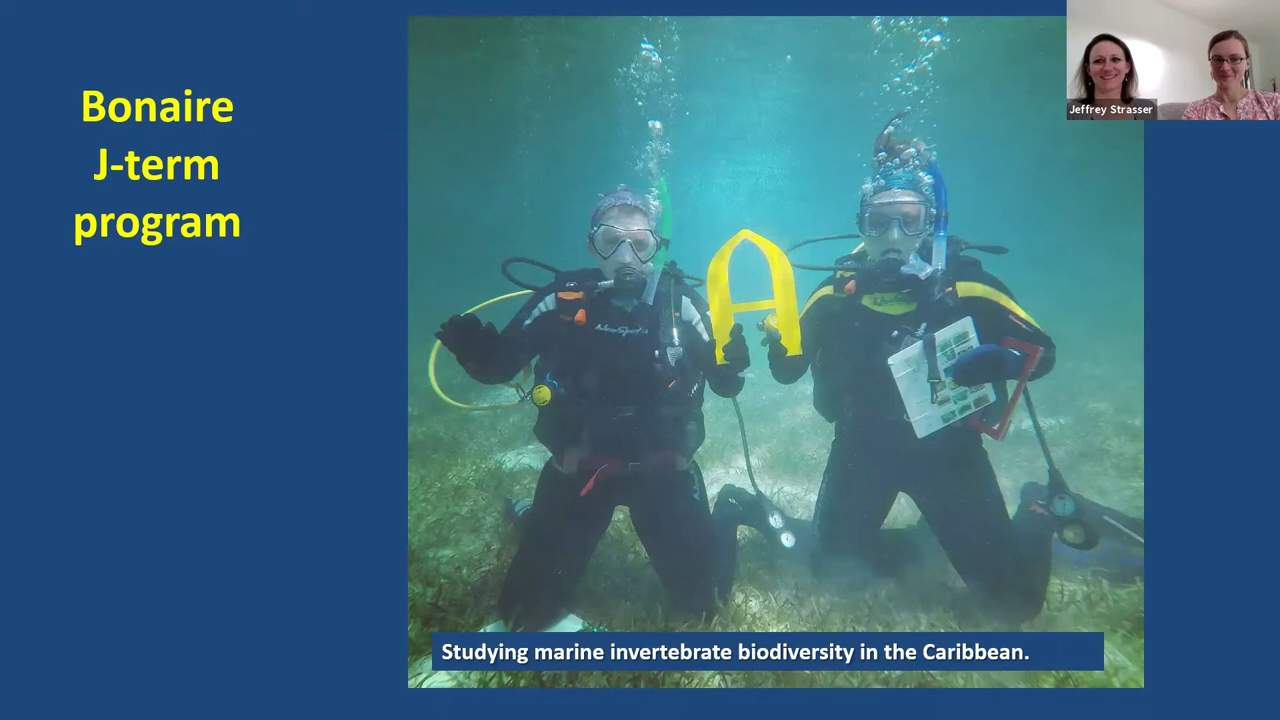 Bonaire
J-term
program
Jeffrey Strasser
A
Studying marine invertebrate biodiversity in the Caribbean.